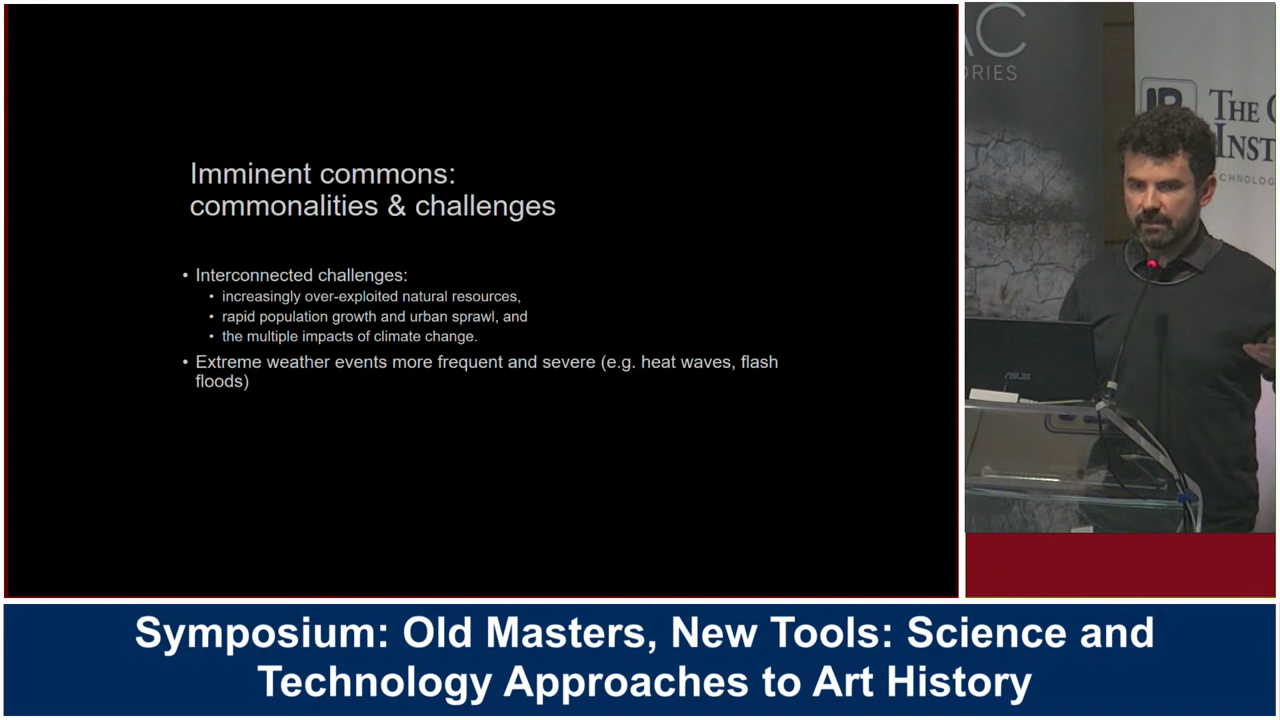 Imminent commons:
commonalities & challenges
• Interconnected challenges:
• increasingly over-exploited natural resources,
• rapid population growth and urban sprawl, and
• the multiple impacts of climate change.
• Extreme weather events more frequent and severe (e.g. heat waves, flash
floods)
THE
INST
ASUS
Symposium: Old Masters, New Tools: Science and
Technology Approaches to Art History